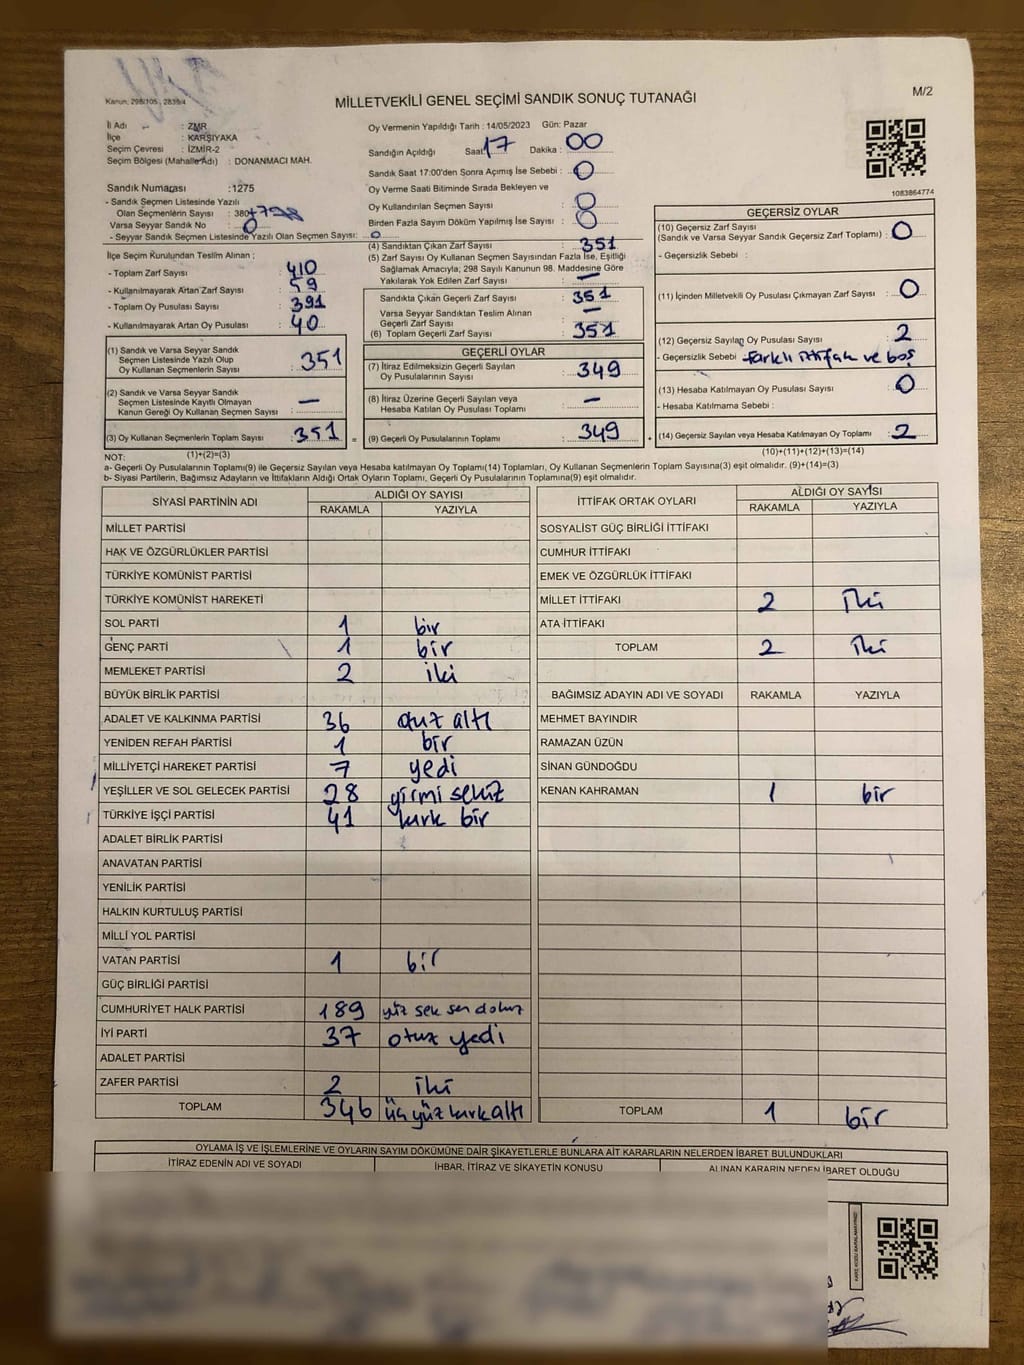 Kanun; 298/105 , 2839/4
MİLLETVEKİLİ GENEL SEÇİMİ SANDIK SONUÇ TUTANAĞI
M/2
İl Adı : ZMR
İlçe : KARŞIYAKA
Seçim Çevresi : İZMİR-2
Seçim Bölgesi (Mahalle Adı) : DONANMACI MAH.
Oy Vermenin Yapıldığı Tarih : 14/05/2023 Gün: Pazar
Sandığın Açıldığı Saat 17 Dakika : 00
Sandık Saat 17:00'den Sonra Açımış İse Sebebi : 0
Oy Verme Saati Bitiminde Sırada Bekleyen ve
Oy Kullandırılan Seçmen Sayısı : 0
Birden Fazla Sayım Döküm Yapılmış İse Sayısı : 0
1083864774
Sandık Numarası :1275
- Sandık Seçmen Listesinde Yazılı
Olan Seçmenlerin Sayısı : 380
Varsa Seyyar Sandık No : 0
- Seyyar Sandık Seçmen Listesinde Yazılı Olan Seçmen Sayısı: 0
İlçe Seçim Kurulundan Teslim Alınan ;
- Toplam Zarf Sayısı : 410
- Kullanılmayarak Artan Zarf Sayısı : 59
- Toplam Oy Pusulası Sayısı : 391
- Kullanılmayarak Artan Oy Pusulası : 40
(1) Sandık ve Varsa Seyyar Sandık
Seçmen Listesinde Yazılı Olup
Oy Kullanan Seçmenlerin Sayısı : 351
(2) Sandık ve Varsa Seyyar Sandık
Seçmen Listesinde Kayıtlı Olmayan
Kanun Gereği Oy Kullanan Seçmen Sayısı : —
(3) Oy Kullanan Seçmenlerin Toplam Sayısı : 351
(4) Sandıktan Çıkan Zarf Sayısı : 351
(5) Zarf Sayısı Oy Kullanan Seçmen Sayısından Fazla İse, Eşitliği
Sağlamak Amacıyla; 298 Sayılı Kanunun 98. Maddesine Göre
Yakılarak Yok Edilen Zarf Sayısı : —
Sandıkta Çıkan Geçerli Zarf Sayısı : 351
Varsa Seyyar Sandıktan Teslim Alınan
Geçerli Zarf Sayısı : —
(6) Toplam Geçerli Zarf Sayısı : 351
GEÇERLİ OYLAR
(7) İtiraz Edilmeksizin Geçerli Sayılan
Oy Pusulalarının Sayısı : 349
(8) İtiraz Üzerine Geçerli Sayılan veya
Hesaba Katılan Oy Pusulası Toplamı : —
= (9) Geçerli Oy Pusulalarının Toplamı : 349
GEÇERSİZ OYLAR
(10) Geçersiz Zarf Sayısı
(Sandık ve Varsa Seyyar Sandık Geçersiz Zarf Toplamı) : 0
- Geçersizlik Sebebi :
(11) İçinden Milletvekili Oy Pusulası Çıkmayan Zarf Sayısı : 0
(12) Geçersiz Sayılan Oy Pusulası Sayısı : 2
- Geçersizlik Sebebi : farklı ittifak ve boş
(13) Hesaba Katılmayan Oy Pusulası Sayısı : 0
- Hesaba Katılmama Sebebi :
+ (14) Geçersiz Sayılan veya Hesaba Katılmayan Oy Toplamı : 2
NOT: (1)+(2)=(3) (10)+(11)+(12)+(13)=(14)
a- Geçerli Oy Pusulalarının Toplamı(9) ile Geçersiz Sayılan veya Hesaba katılmayan Oy Toplamı(14) Toplamları, Oy Kullanan Seçmenlerin Toplam Sayısına(3) eşit olmalıdır. (9)+(14)=(3)
b- Siyasi Partilerin, Bağımsız Adayların ve İttifakların Aldığı Ortak Oyların Toplamı, Geçerli Oy Pusulalarının Toplamına(9) eşit olmalıdır.
SİYASİ PARTİNİN ADI ALDIĞI OY SAYISI
RAKAMLA YAZIYLA
MİLLET PARTİSİ
HAK VE ÖZGÜRLÜKLER PARTİSİ
TÜRKİYE KOMÜNİST PARTİSİ
TÜRKİYE KOMÜNİST HAREKETİ
SOL PARTİ 1 bir
GENÇ PARTİ 1 bir
MEMLEKET PARTİSİ 2 iki
BÜYÜK BİRLİK PARTİSİ
ADALET VE KALKINMA PARTİSİ 36 otuz altı
YENİDEN REFAH PARTİSİ 1 bir
MİLLİYETÇİ HAREKET PARTİSİ 7 yedi
YEŞİLLER VE SOL GELECEK PARTİSİ 28 yirmi sekiz
TÜRKİYE İŞÇİ PARTİSİ 41 kırk bir
ADALET BİRLİK PARTİSİ
ANAVATAN PARTİSİ
YENİLİK PARTİSİ
HALKIN KURTULUŞ PARTİSİ
MİLLİ YOL PARTİSİ
VATAN PARTİSİ 1 bir
GÜÇ BİRLİĞİ PARTİSİ
CUMHURİYET HALK PARTİSİ 189 yüz sek sen dokuz
İYİ PARTİ 37 otuz yedi
ADALET PARTİSİ
ZAFER PARTİSİ 2 iki
TOPLAM 346 üç yüz kırk altı
İTTİFAK ORTAK OYLARI ALDIĞI OY SAYISI
RAKAMLA YAZIYLA
SOSYALİST GÜÇ BİRLİĞİ İTTİFAKI
CUMHUR İTTİFAKI
EMEK VE ÖZGÜRLÜK İTTİFAKI
MİLLET İTTİFAKI 2 iki
ATA İTTİFAKI
TOPLAM 2 iki
BAĞIMSIZ ADAYIN ADI VE SOYADI RAKAMLA YAZIYLA
MEHMET BAYINDIR
RAMAZAN ÜZÜN
SİNAN GÜNDOĞDU
KENAN KAHRAMAN 1 bir
TOPLAM 1 bir
OYLAMA İŞ VE İŞLEMLERİNE VE OYLARIN SAYIM DÖKÜMÜNE DAİR ŞİKAYETLERLE BUNLARA AİT KARARLARIN NELERDEN İBARET BULUNDUKLARI
İTİRAZ EDENİN ADI VE SOYADI İHBAR, İTİRAZ VE ŞİKAYETİN KONUSU ALINAN KARARIN NEDEN İBARET OLDUĞU